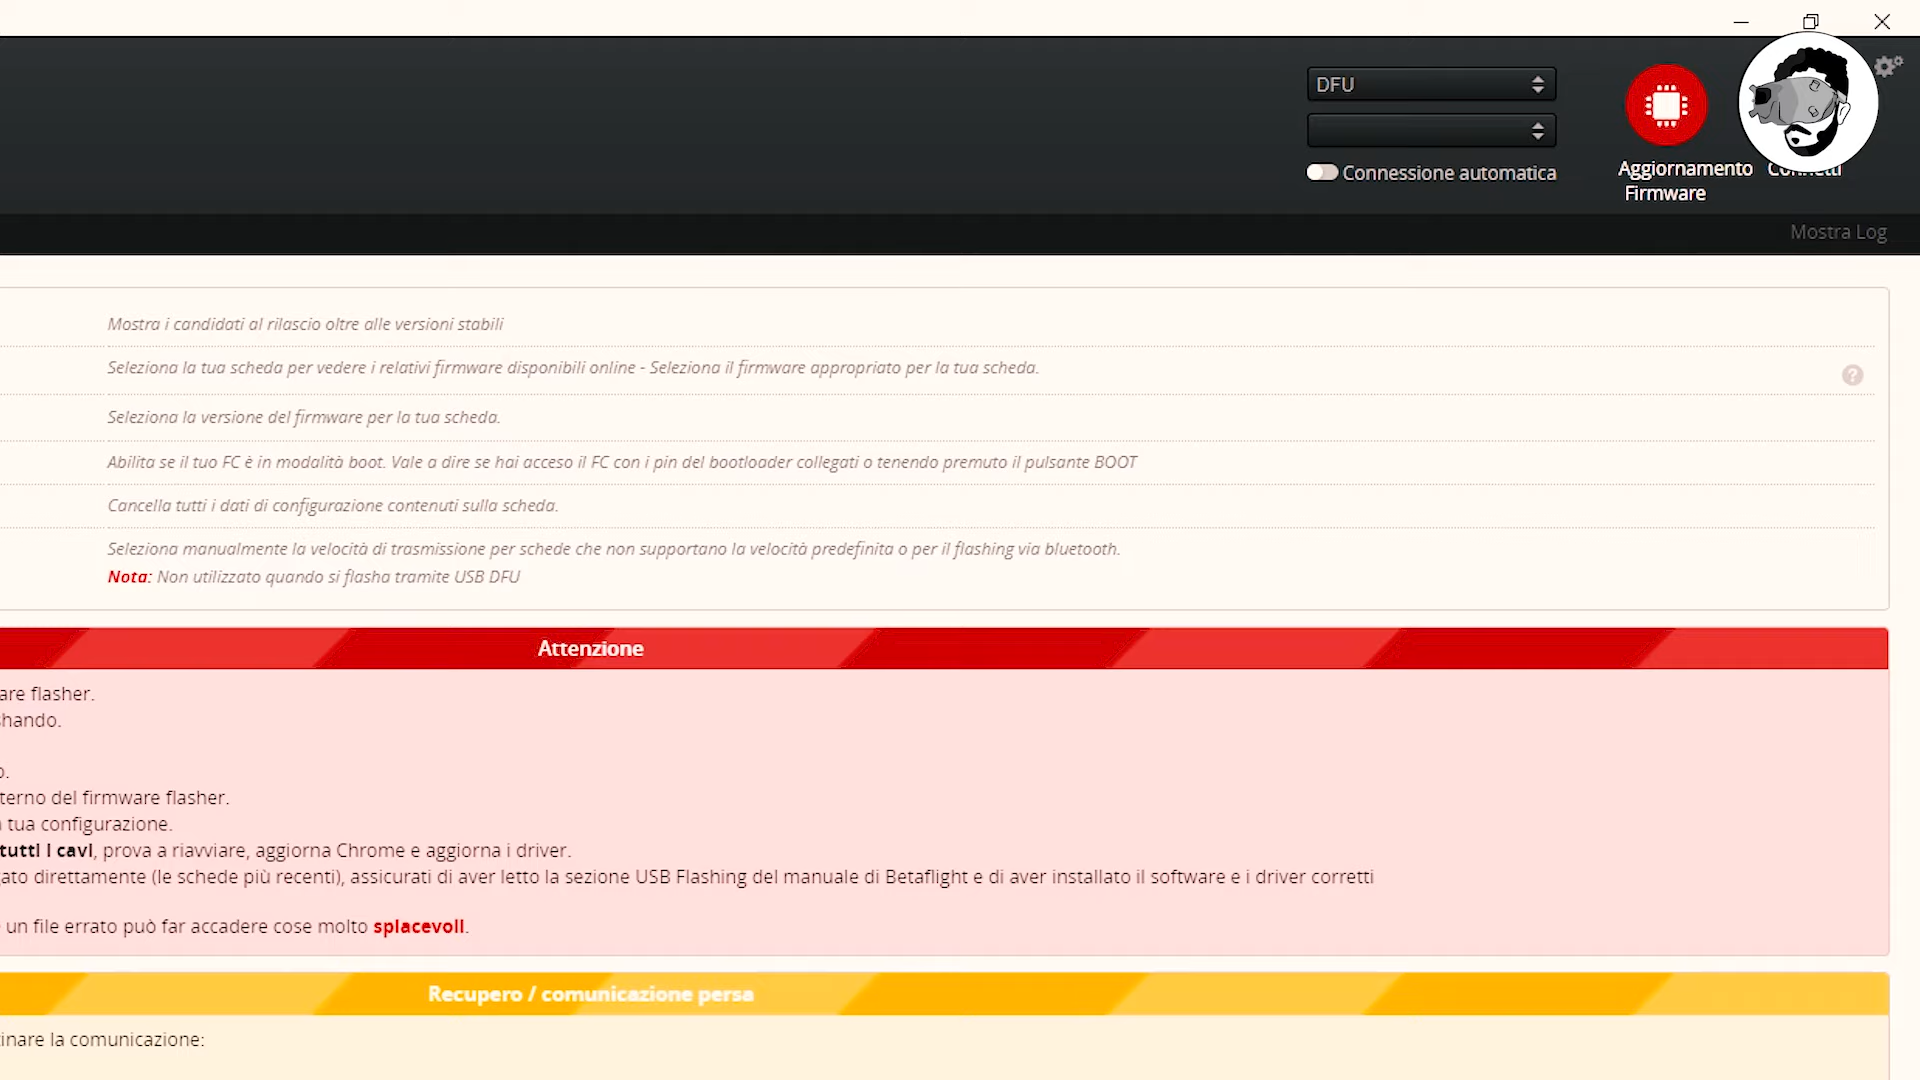 DFU
Connessione automatica
Aggiornamento
Firmware
Mostra Log
Mostra i candidati al rilascio oltre alle versioni stabili
Seleziona la tua scheda per vedere i relativi firmware disponibili online - Seleziona il firmware appropriato per la tua scheda.
Seleziona la versione del firmware per la tua scheda.
Abilita se il tuo FC è in modalità boot. Vale a dire se hai acceso il FC con i pin del bootloader collegati o tenendo premuto il pulsante BOOT
Cancella tutti i dati di configurazione contenuti sulla scheda.
Seleziona manualmente la velocità di trasmissione per schede che non supportano la velocità predefinita o per il flashing via bluetooth.
Nota: Non utilizzato quando si flasha tramite USB DFU
Attenzione
are flasher.
hando.
o.
terno del firmware flasher.
tua configurazione.
tutti i cavi, prova a riavviare, aggiorna Chrome e aggiorna i driver.
ato direttamente (le schede più recenti), assicurati di aver letto la sezione USB Flashing del manuale di Betaflight e di aver installato il software e i driver corretti
un file errato può far accadere cose molto spiacevoli.
Recupero / comunicazione persa
inare la comunicazione: